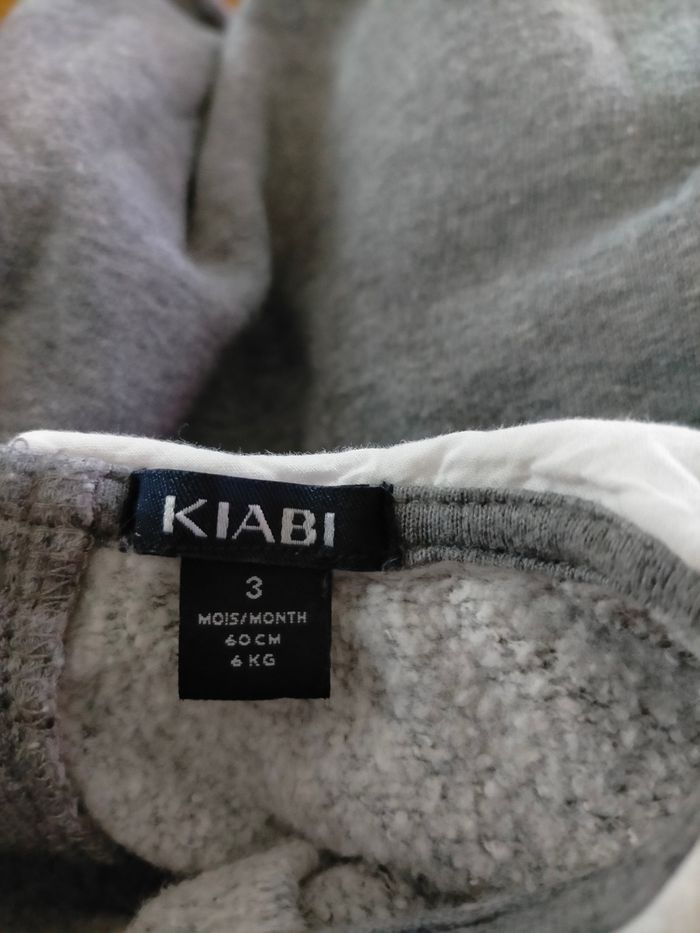 KIABI
3
MOIS/MONTH
60 CM
6 KG